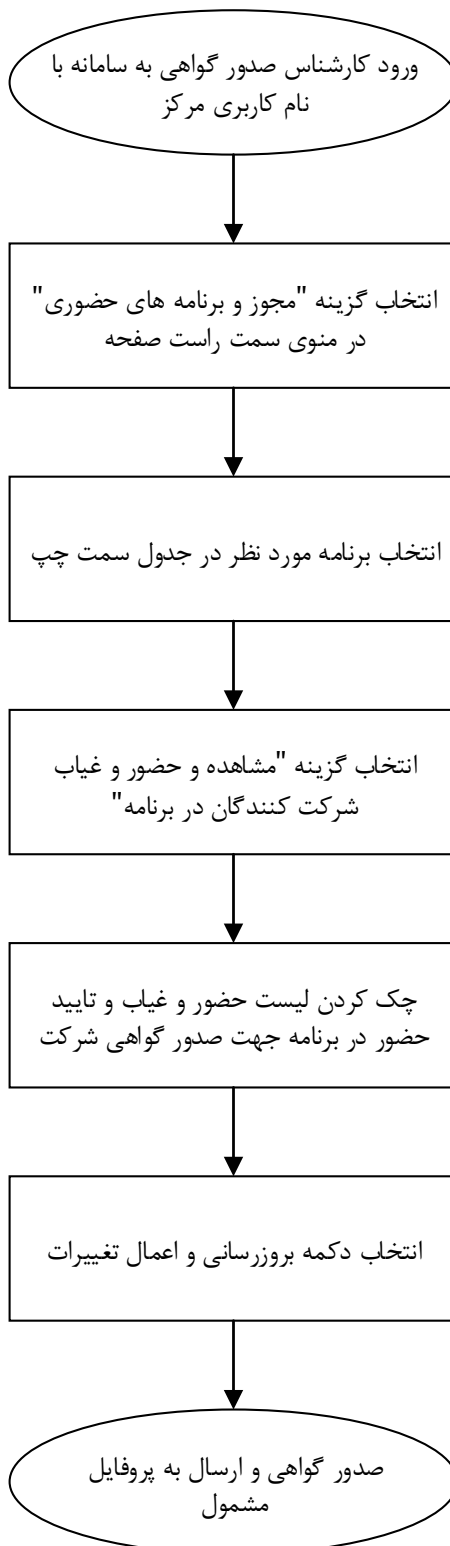 ورود کارشناس صدور گواهی به سامانه با
نام کاربری مرکز
انتخاب گزینه "مجوز و برنامه های حضوری"
در منوی سمت راست صفحه
انتخاب برنامه مورد نظر در جدول سمت چپ
انتخاب گزینه "مشاهده و حضور و غیاب
شرکت کنندگان در برنامه"
چک کردن لیست حضور و غیاب و تایید
حضور در برنامه جهت صدور گواهی شرکت
انتخاب دکمه بروزرسانی و اعمال تغییرات
صدور گواهی و ارسال به پروفایل
مشمول